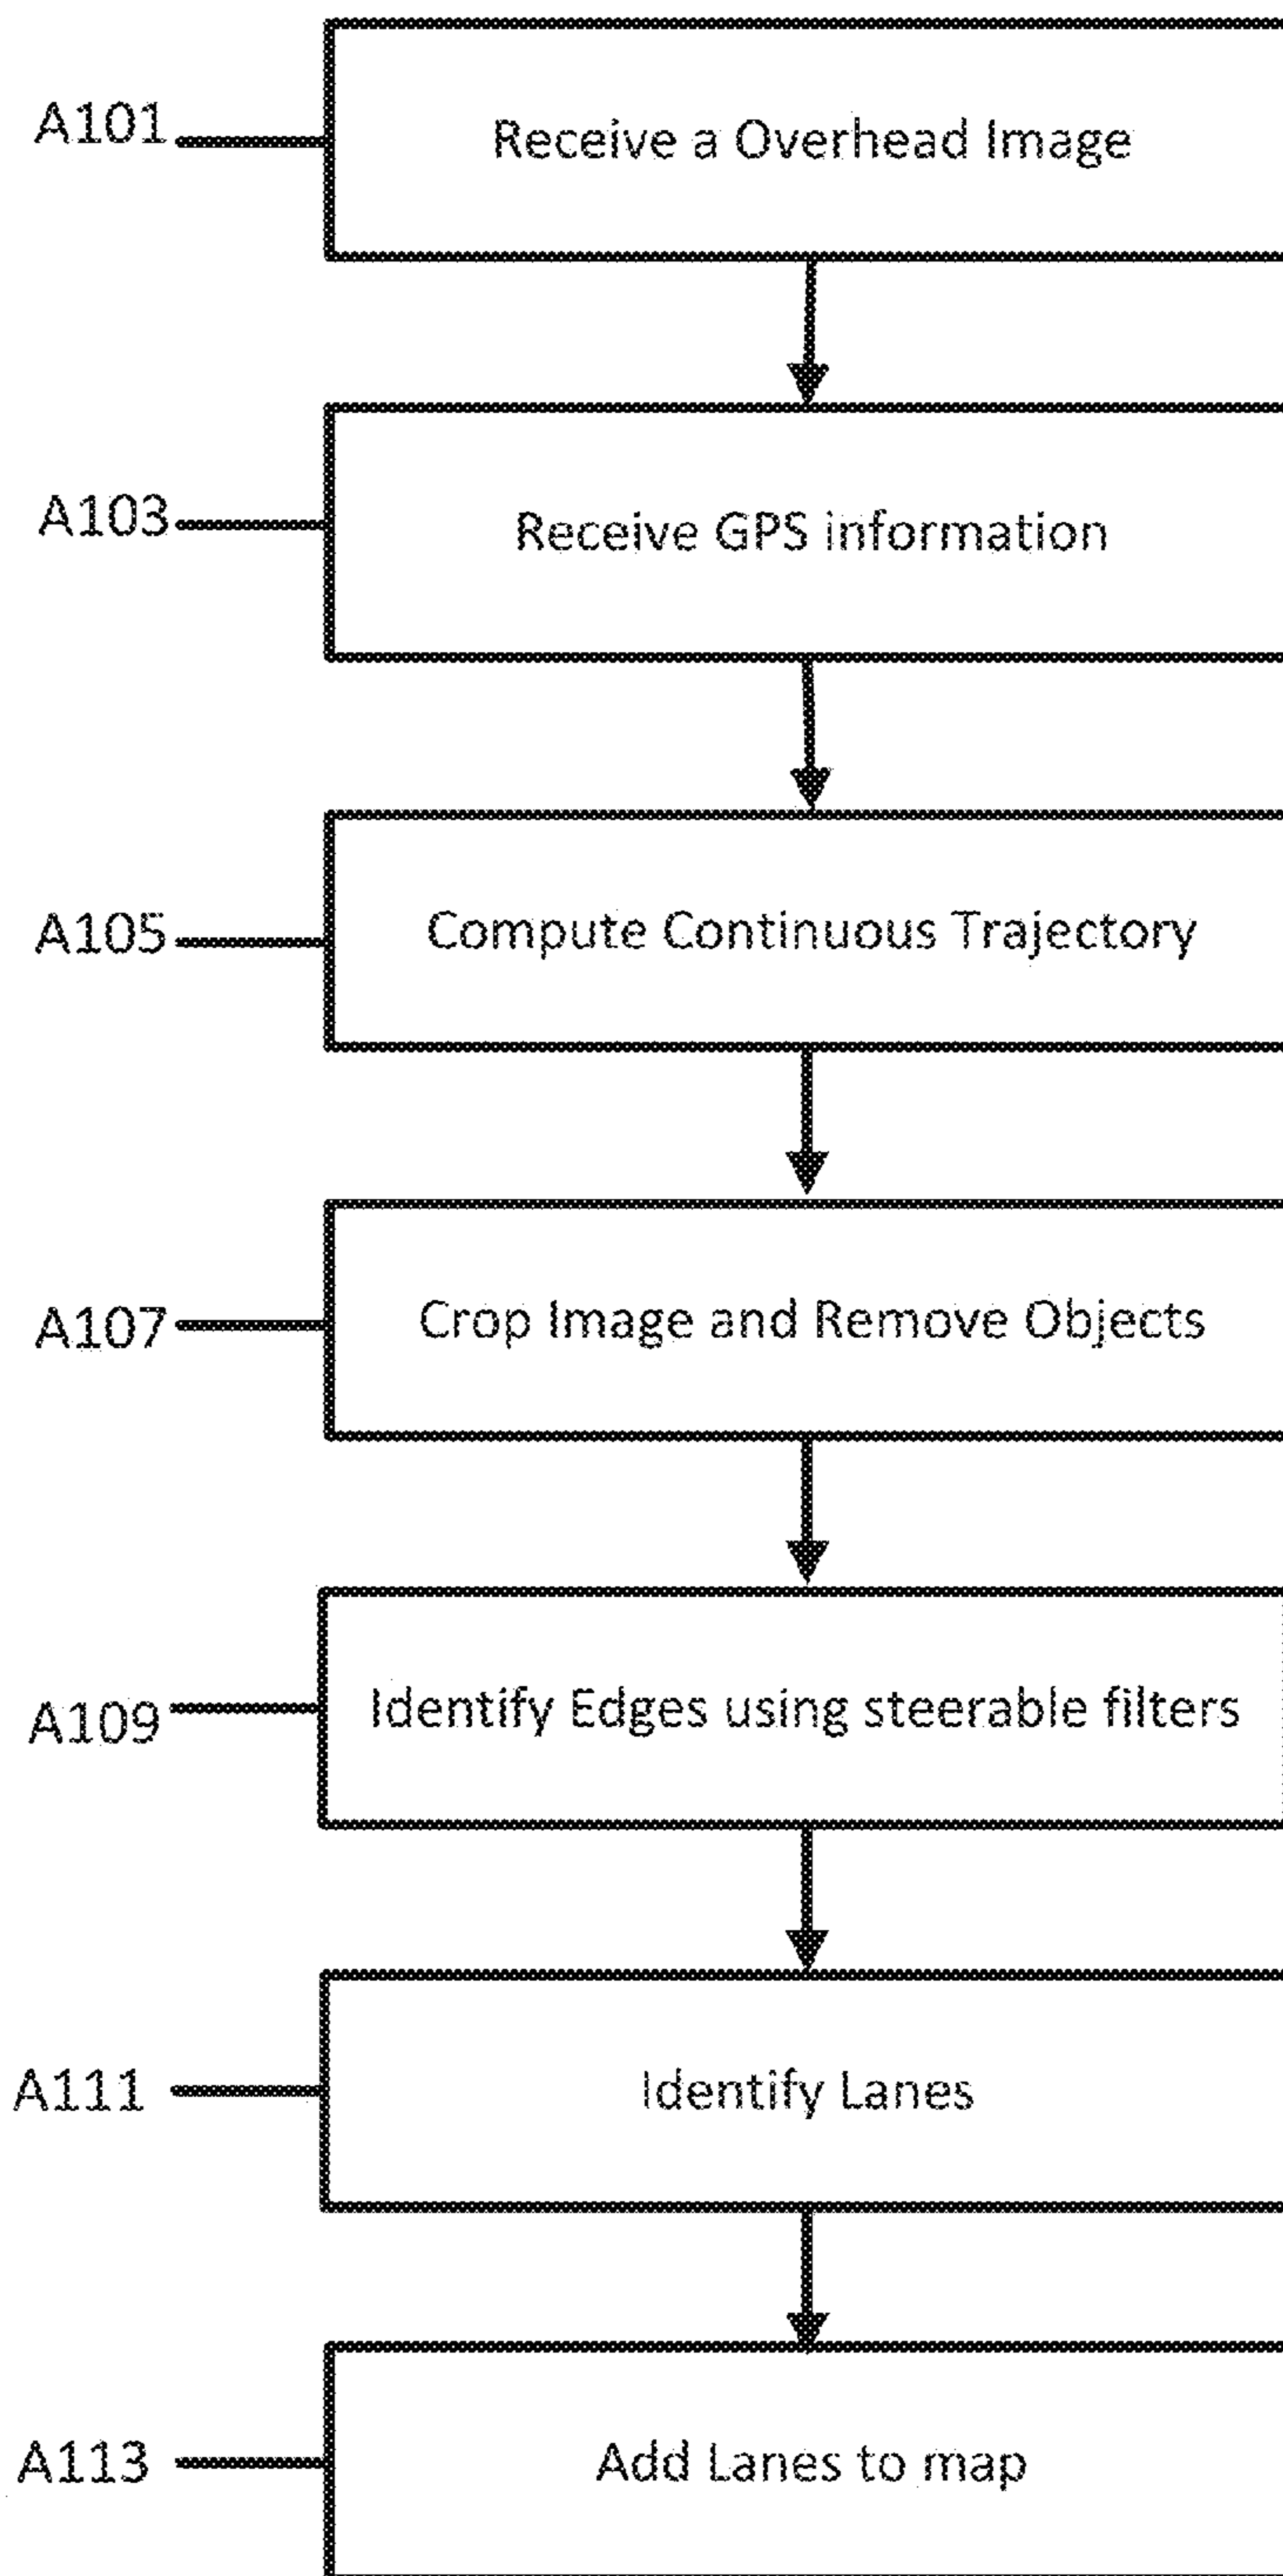 A101
Receive a Overhead Image
A103
Receive GPS information
A105
Compute Continuous Trajectory
A107
Crop Image and Remove Objects
A109
Identify Edges using steerable filters
A111
Identify Lanes
A113
Add Lanes to map